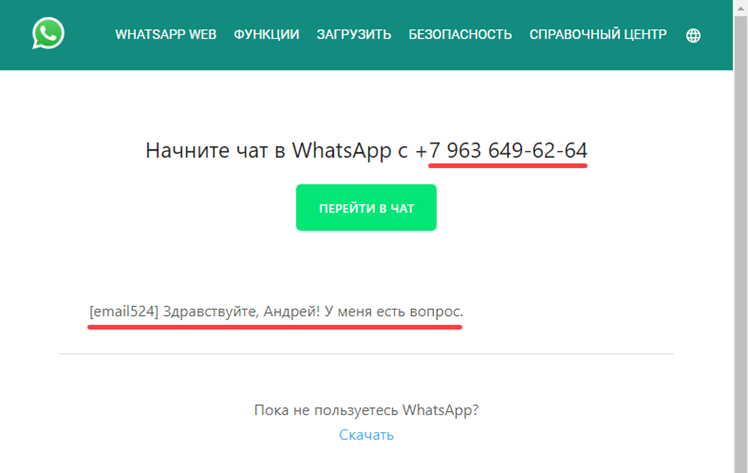 WHATSAPP WEB ФУНКЦИИ ЗАГРУЗИТЬ БЕЗОПАСНОСТЬ СПРАВОЧНЫЙ ЦЕНТР
Начните чат в WhatsApp с +7 963 649-62-64
ПЕРЕЙТИ В ЧАТ
[email524] Здравствуйте, Андрей! У меня есть вопрос.
Пока не пользуетесь WhatsApp?
Скачать